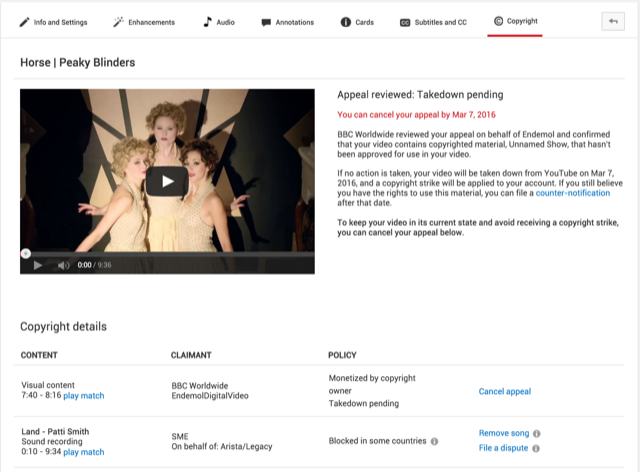 Info and Settings
Enhancements
Audio
Annotations
Cards
CC Subtitles and CC
© Copyright
Horse | Peaky Blinders
0:00 / 9:36
Appeal reviewed: Takedown pending
You can cancel your appeal by Mar 7, 2016
BBC Worldwide reviewed your appeal on behalf of Endemol and confirmed
that your video contains copyrighted material, Unnamed Show, that hasn't
been approved for use in your video.
If no action is taken, your video will be taken down from YouTube on Mar 7,
2016, and a copyright strike will be applied to your account. If you still believe
you have the rights to use this material, you can file a counter-notification
after that date.
To keep your video in its current state and avoid receiving a copyright strike,
you can cancel your appeal below.
Copyright details
CONTENT CLAIMANT POLICY
Visual content
7:40 - 8:16 play match
BBC Worldwide
EndemolDigitalVideo
Monetized by copyright
owner
Takedown pending
Cancel appeal
Land - Patti Smith
Sound recording
0:10 - 9:34 play match
SME
On behalf of: Arista/Legacy
Blocked in some countries
Remove song
File a dispute